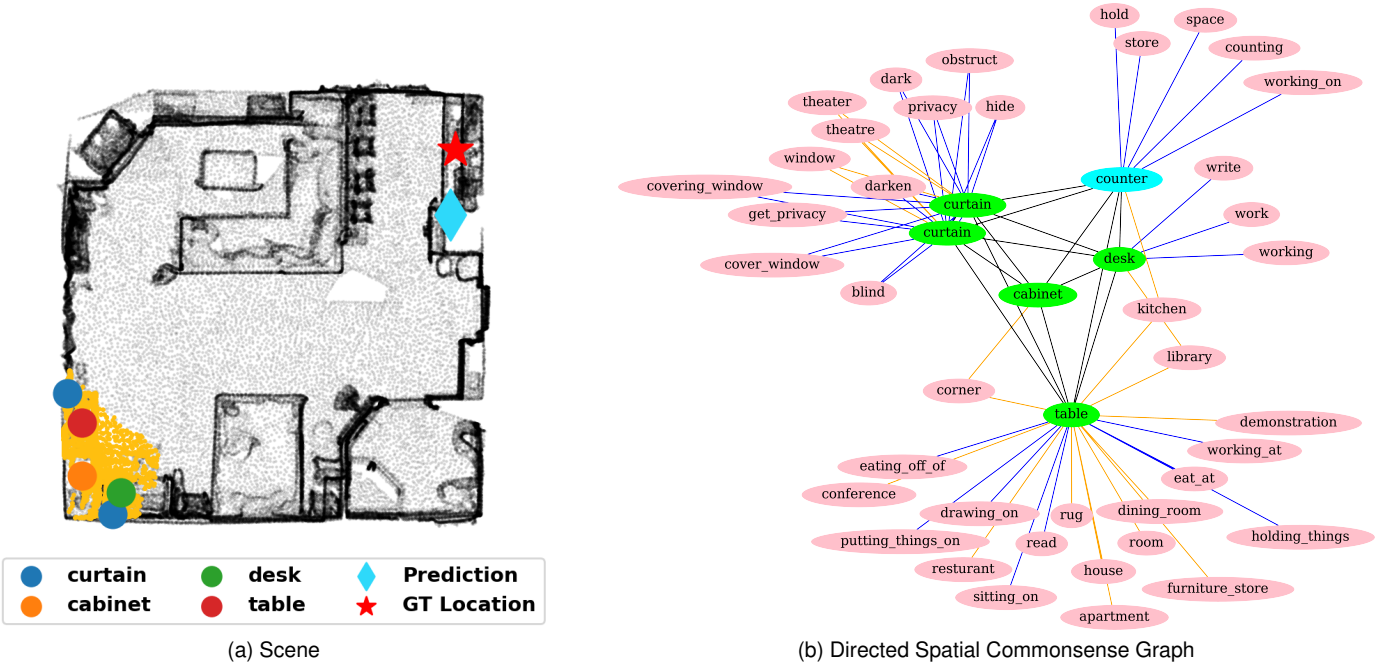 curtain
desk
Prediction
cabinet
table
GT Location
(a) Scene
hold
space
store
counting
obstruct
dark
working_on
theater
privacy
hide
theatre
window
write
counter
covering_window
darken
curtain
get_privacy
work
curtain
working
desk
cover_window
blind
cabinet
kitchen
library
corner
table
demonstration
working_at
eating_off_of
eat_at
conference
drawing_on
rug
dining_room
putting_things_on
read
room
holding_things
resturant
house
sitting_on
furniture_store
apartment
(b) Directed Spatial Commonsense Graph